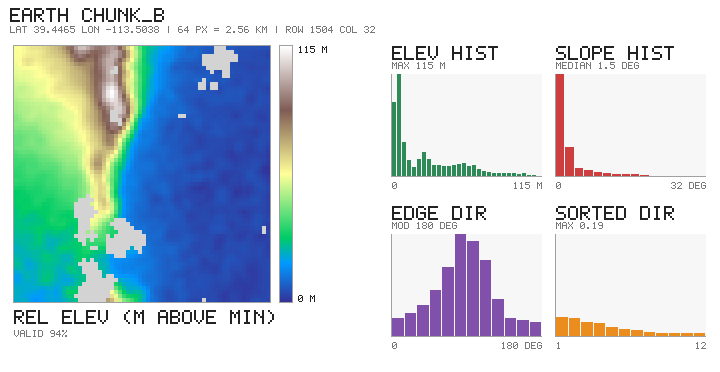 EARTH CHUNK_B
LAT 39.4465 LON -113.5038 | 64 PX = 2.56 KM | ROW 1504 COL 32
115 M
0 M
REL ELEV (M ABOVE MIN)
VALID 94%
ELEV HIST
MAX 115 M
0 115 M
SLOPE HIST
MEDIAN 1.5 DEG
0 32 DEG
EDGE DIR
MOD 180 DEG
0 180 DEG
SORTED DIR
MAX 0.19
1 12